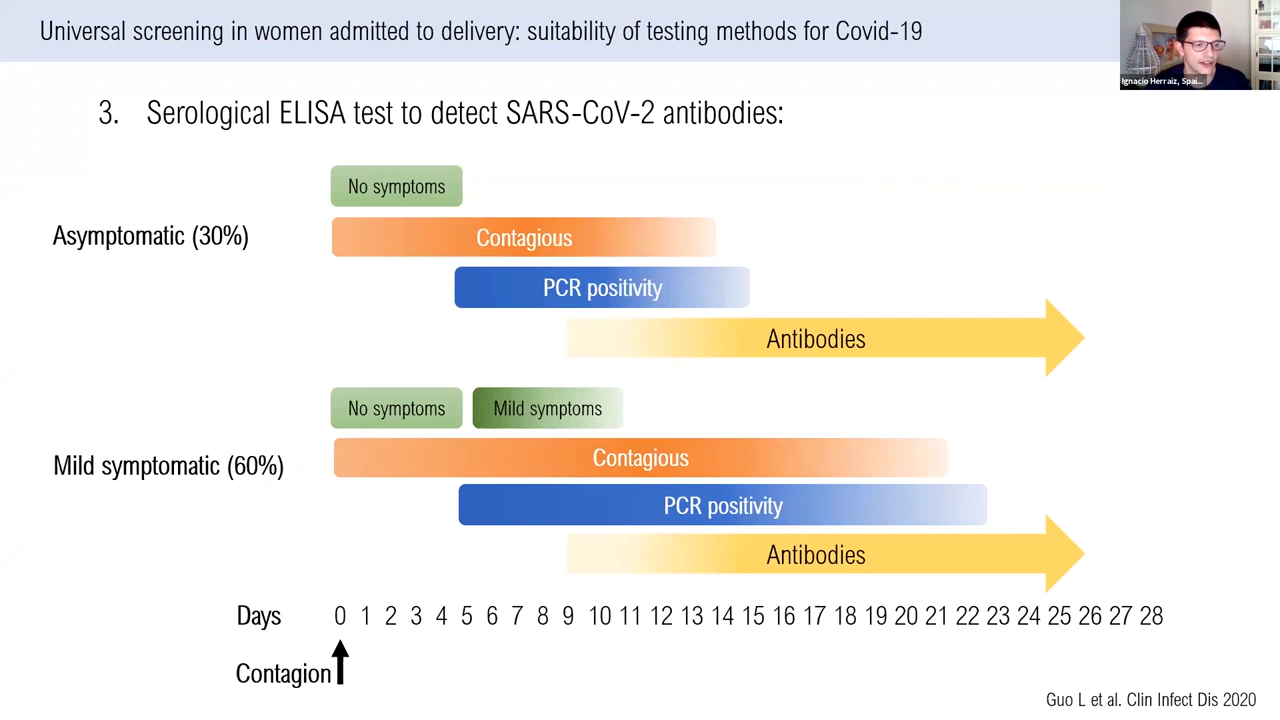 Universal screening in women admitted to delivery: suitability of testing methods for Covid-19
Ignacio Herraiz, Spai...
3. Serological ELISA test to detect SARS-CoV-2 antibodies:
No symptoms
Asymptomatic (30%)
Contagious
PCR positivity
Antibodies
No symptoms Mild symptoms
Mild symptomatic (60%)
Contagious
PCR positivity
Antibodies
Days 0 1 2 3 4 5 6 7 8 9 10 11 12 13 14 15 16 17 18 19 20 21 22 23 24 25 26 27 28
Contagion
Guo L et al. Clin Infect Dis 2020